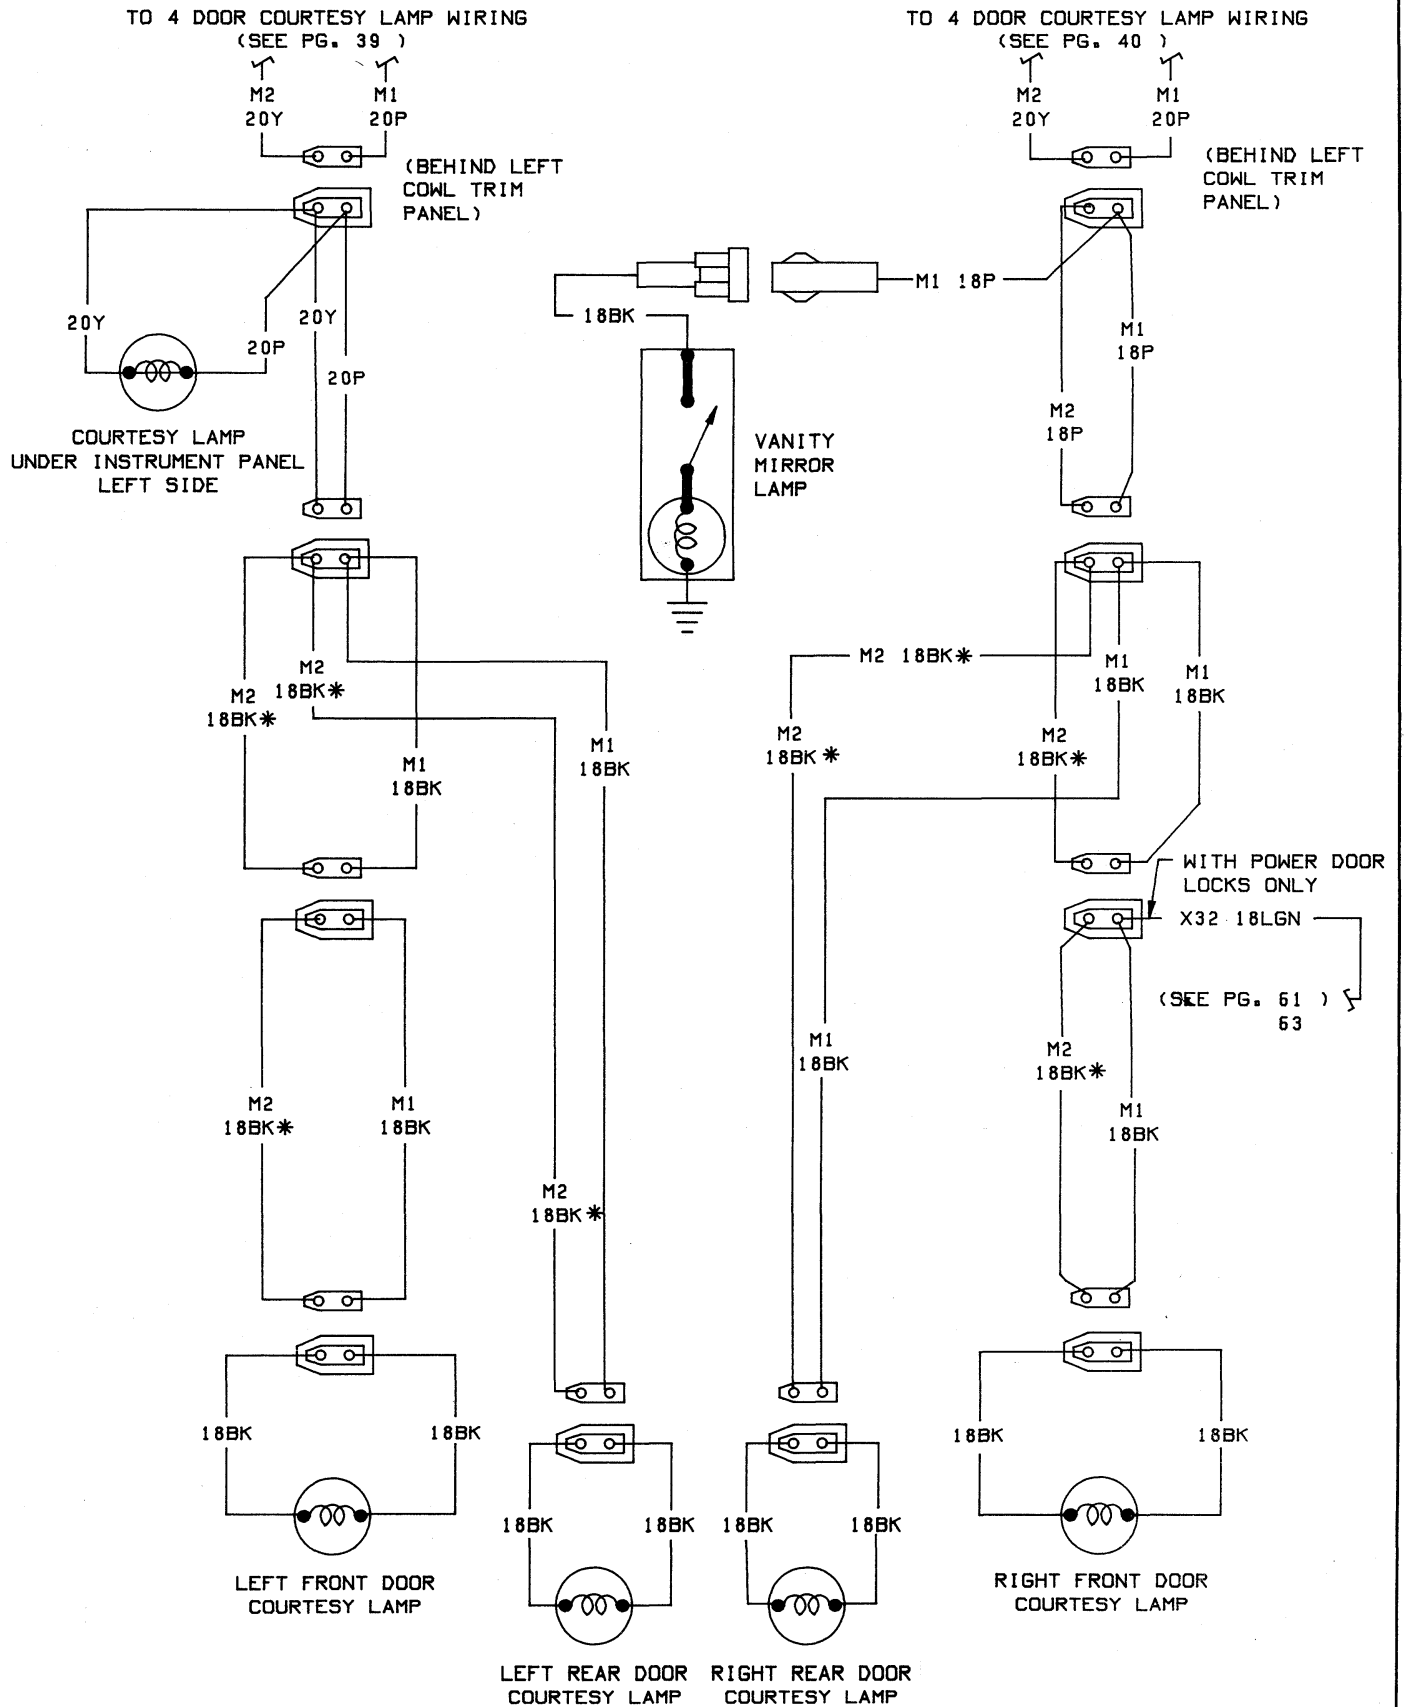 TO 4 DOOR COURTESY LAMP WIRING
(SEE PG. 39 )
TO 4 DOOR COURTESY LAMP WIRING
(SEE PG. 40 )
M2
20Y
M1
20P
M2
20Y
M1
20P
(BEHIND LEFT
COWL TRIM
PANEL)
(BEHIND LEFT
COWL TRIM
PANEL)
M1 18P
18BK
20Y
20P
20Y
20P
M1
18P
M2
18P
COURTESY LAMP
UNDER INSTRUMENT PANEL
LEFT SIDE
VANITY
MIRROR
LAMP
M2
18BK*
M2
18BK*
M1
18BK
M1
18BK
M2 18BK*
M2
18BK*
M1
18BK
M1
18BK
M2
18BK*
WITH POWER DOOR
LOCKS ONLY
X32 18LGN
(SEE PG. 61 )
63
M1
18BK
M2
18BK*
M1
18BK
M2
18BK*
M1
18BK
M2
18BK*
18BK
18BK
18BK
18BK
18BK
18BK
18BK
18BK
LEFT FRONT DOOR
COURTESY LAMP
RIGHT FRONT DOOR
COURTESY LAMP
LEFT REAR DOOR
COURTESY LAMP
RIGHT REAR DOOR
COURTESY LAMP